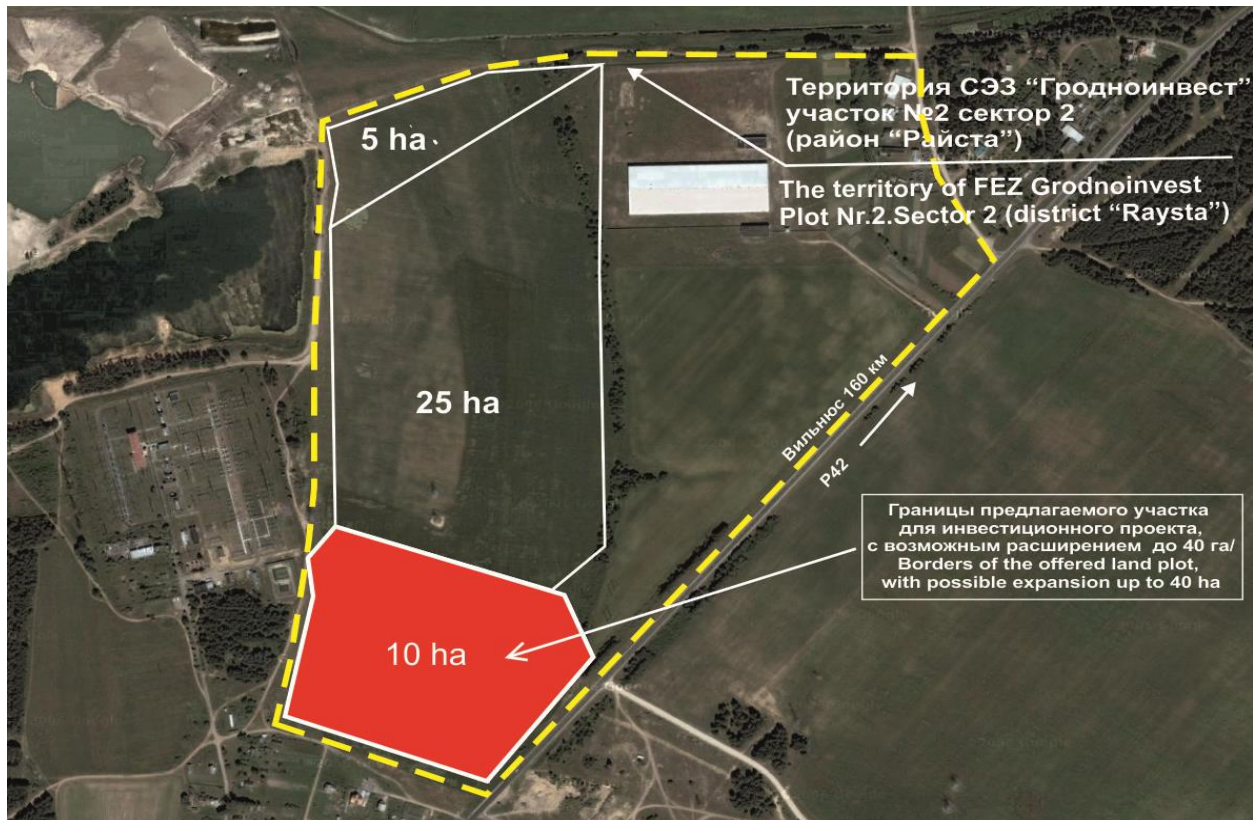 Территория СЭЗ “Гродноинвест”
участок №2 сектор 2
(район “Райста”)
The territory of FEZ Grodnoinvest
Plot Nr.2.Sector 2 (district “Raysta”)
5 ha
25 ha
Вильнюс 160 км
P42
Границы предлагаемого участка
для инвестиционного проекта,
с возможным расширением до 40 га/
Borders of the offered land plot,
with possible expansion up to 40 ha
10 ha